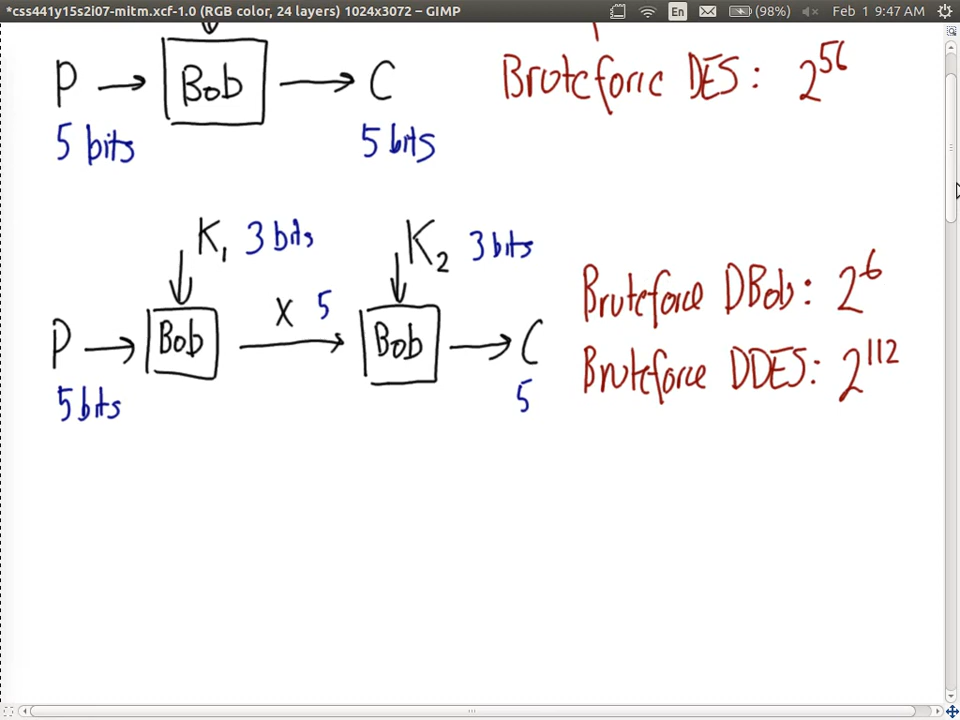 *css441y15s2i07-mitm.xcf-1.0 (RGB color, 24 layers) 1024x3072 – GIMP
En
(98%)
Feb 1 9:47 AM
P → Bob → C
Bruteforce DES: 2^56
5 bits
5 bits
K1 3 bits
K2 3 bits
Bruteforce DBob: 2^6
P → Bob → X 5 → Bob → C
Bruteforce DDES: 2^112
5 bits
5